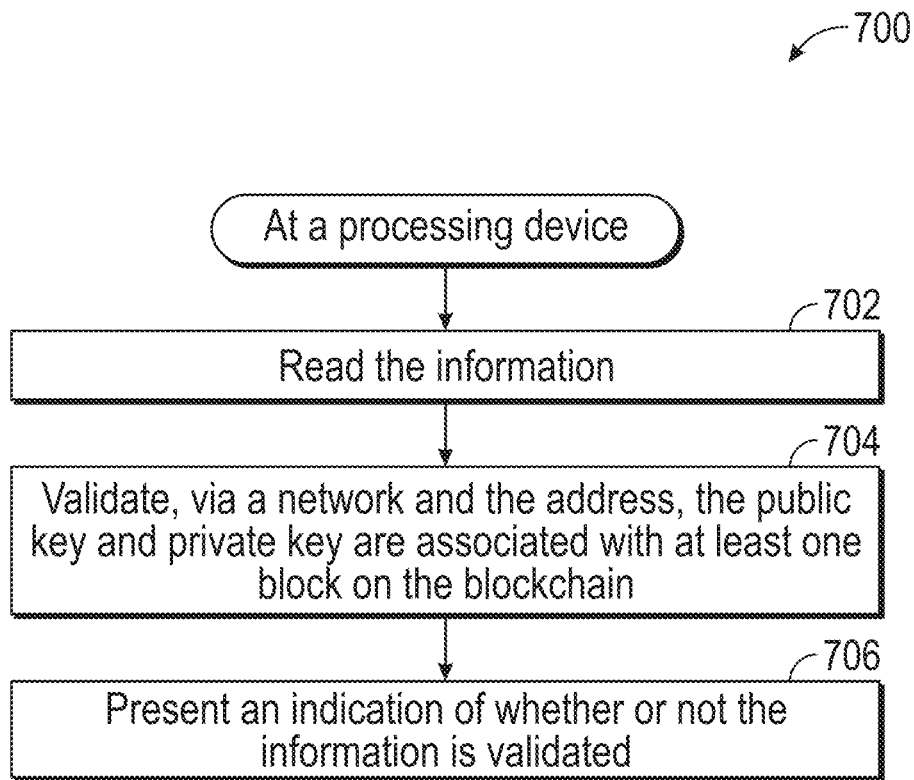 700
At a processing device
702
Read the information
704
Validate, via a network and the address, the public
key and private key are associated with at least one
block on the blockchain
706
Present an indication of whether or not the
information is validated